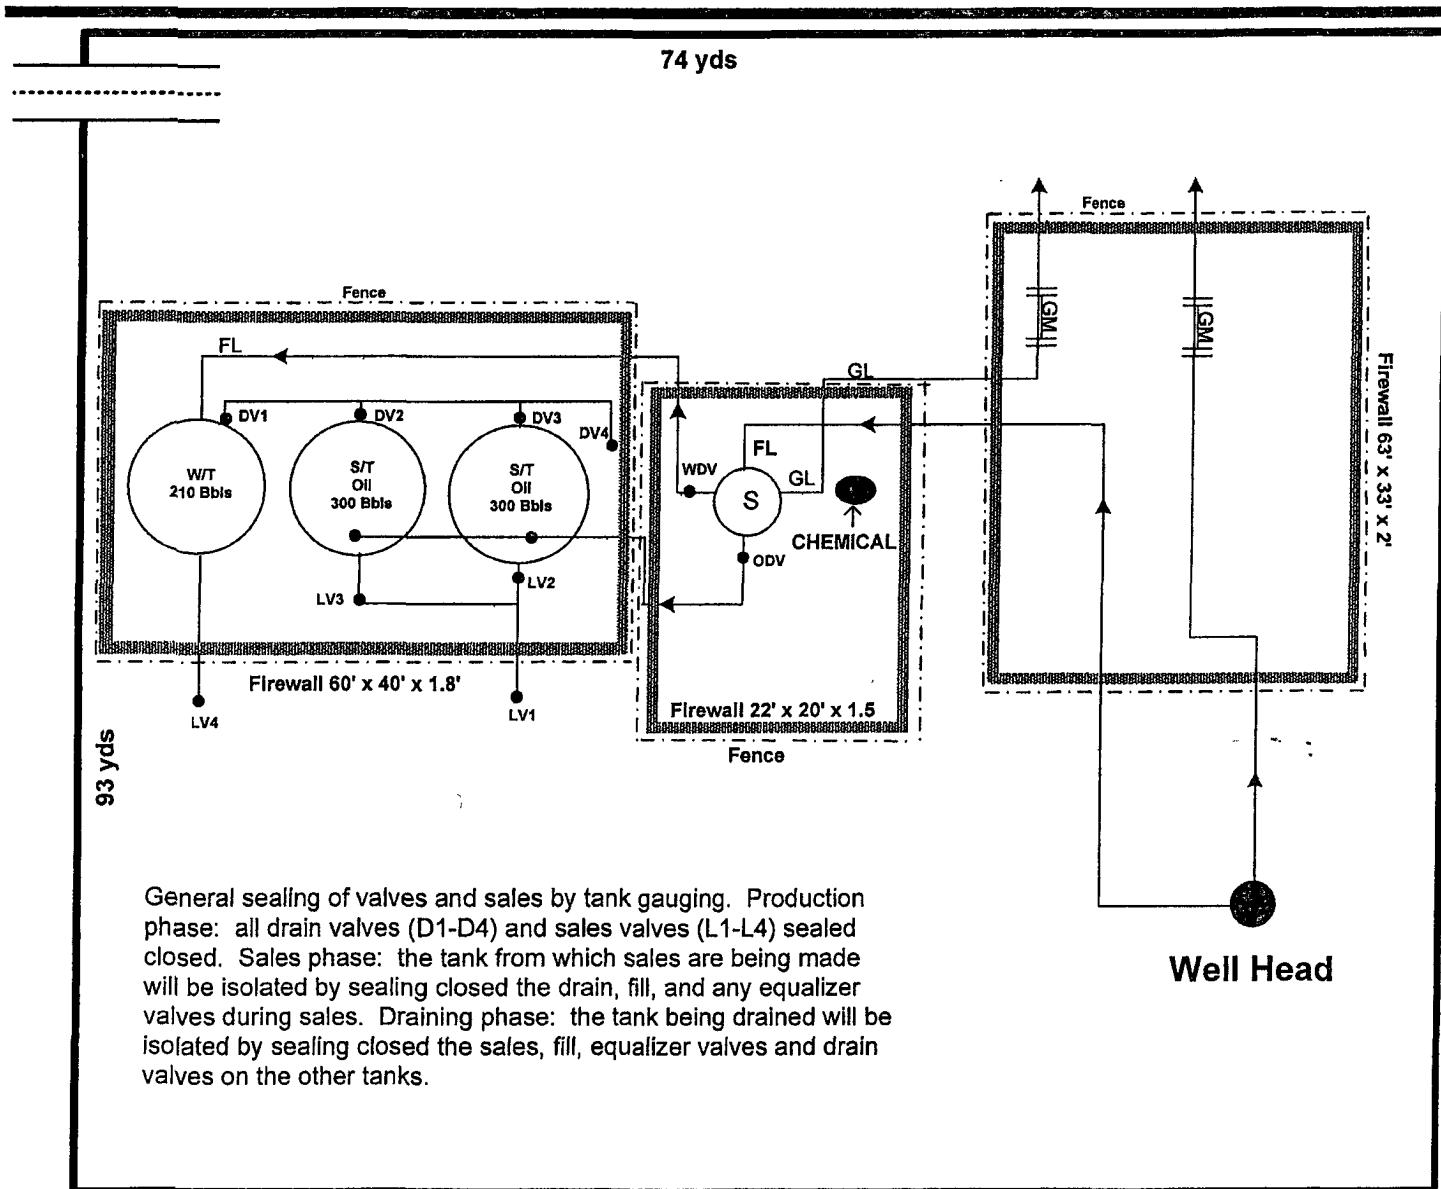 74 yds
Fence
Fence
FL
GL
GM
GM
DV1
DV2
DV3
DV4
W/T
210 Bbls
S/T
Oil
300 Bbls
S/T
Oil
300 Bbls
FL
WDV
GL
S
CHEMICAL
ODV
LV2
LV3
Firewall 63' x 33' x 2'
Firewall 60' x 40' x 1.8'
LV4
LV1
Firewall 22' x 20' x 1.5
Fence
93 yds
General sealing of valves and sales by tank gauging. Production
phase: all drain valves (D1-D4) and sales valves (L1-L4) sealed
closed. Sales phase: the tank from which sales are being made
will be isolated by sealing closed the drain, fill, and any equalizer
valves during sales. Draining phase: the tank being drained will be
isolated by sealing closed the sales, fill, equalizer valves and drain
valves on the other tanks.
Well Head